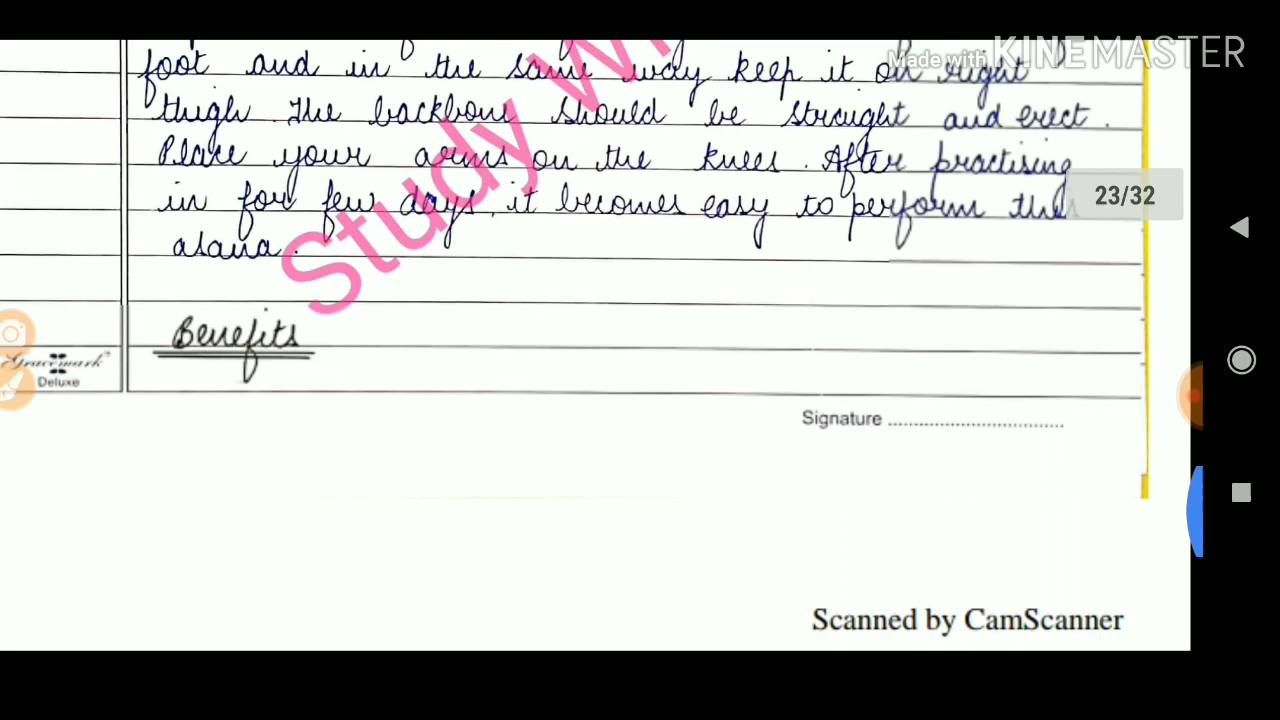 Made with KINEMASTER
foot and in the same way keep it on right
thigh. The backbone should be straight and erect.
Place your arms on the knees. After practising
in for few days, it becomes easy to perform
asana.
23/32
Study
Benefits
Gracemark
Deluxe
Signature
Scanned by CamScanner